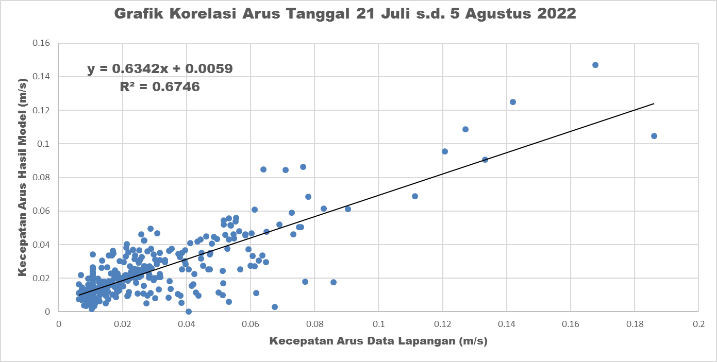 Grafik Korelasi Arus Tanggal 21 Juli s.d. 5 Agustus 2022
y = 0.6342x + 0.0059
R² = 0.6746
Kecepatan Arus Hasil Model (m/s)
0.16
0.14
0.12
0.1
0.08
0.06
0.04
0.02
0
0 0.02 0.04 0.06 0.08 0.1 0.12 0.14 0.16 0.18 0.2
Kecepatan Arus Data Lapangan (m/s)